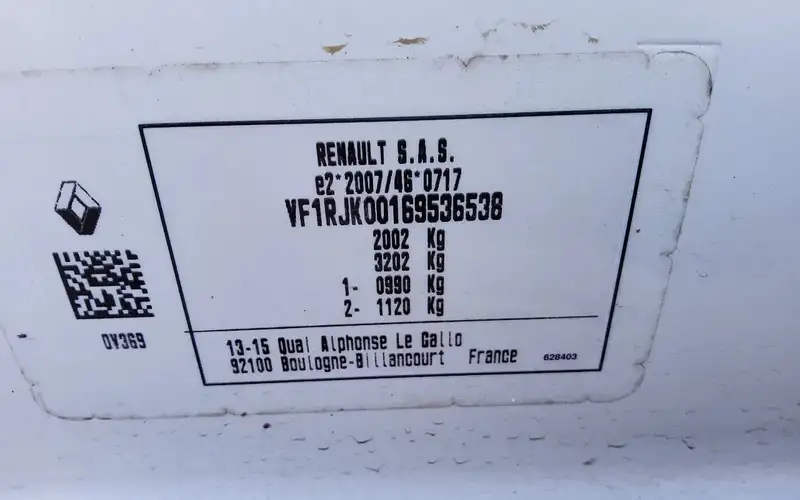 RENAULT S.A.S.
e2*2007/46*0717
VF1RJK00169536538
2002 Kg
3202 Kg
1- 0990 Kg
2- 1120 Kg
0V369
13-15 Quai Alphonse Le Gallo
92100 Boulogne-Billancourt France 628403